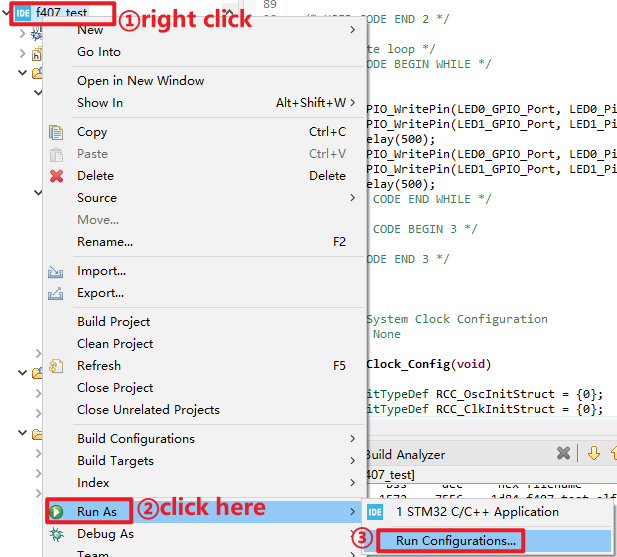 IDE f407_test ①right click
New
Go Into
Open in New Window
Show In Alt+Shift+W
Copy Ctrl+C
Paste Ctrl+V
Delete Delete
Source
Move...
Rename... F2
Import...
Export...
Build Project
Clean Project
Refresh F5
Close Project
Close Unrelated Projects
Build Configurations
Build Targets
Index
Run As ②click here
Debug As
Team
IDE 1 STM32 C/C++ Application
③ Run Configurations...
89
CODE END 2 */
te loop */
CODE BEGIN WHILE */
PIO_WritePin(LED0_GPIO_Port, LED0_Pi
PIO_WritePin(LED1_GPIO_Port, LED1_Pi
elay(500);
PIO_WritePin(LED0_GPIO_Port, LED0_Pi
PIO_WritePin(LED1_GPIO_Port, LED1_Pi
elay(500);
CODE END WHILE */
CODE BEGIN 3 */
ODE END 3 */
System Clock Configuration
None
Clock_Config(void)
itTypeDef RCC_OscInitStruct = {0};
itTypeDef RCC_ClkInitStruct = {0};
Build Analyzer
407_test]